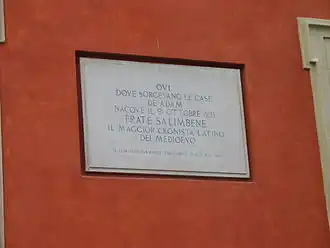 QVI
DOVE SORGEVANO LE CASE
DE ADAM
NACQVE IL 9 OTTOBRE 1221
FRATE SALIMBENE
IL MAGGIOR CRONISTA LATINO
DEL MEDIOEVO